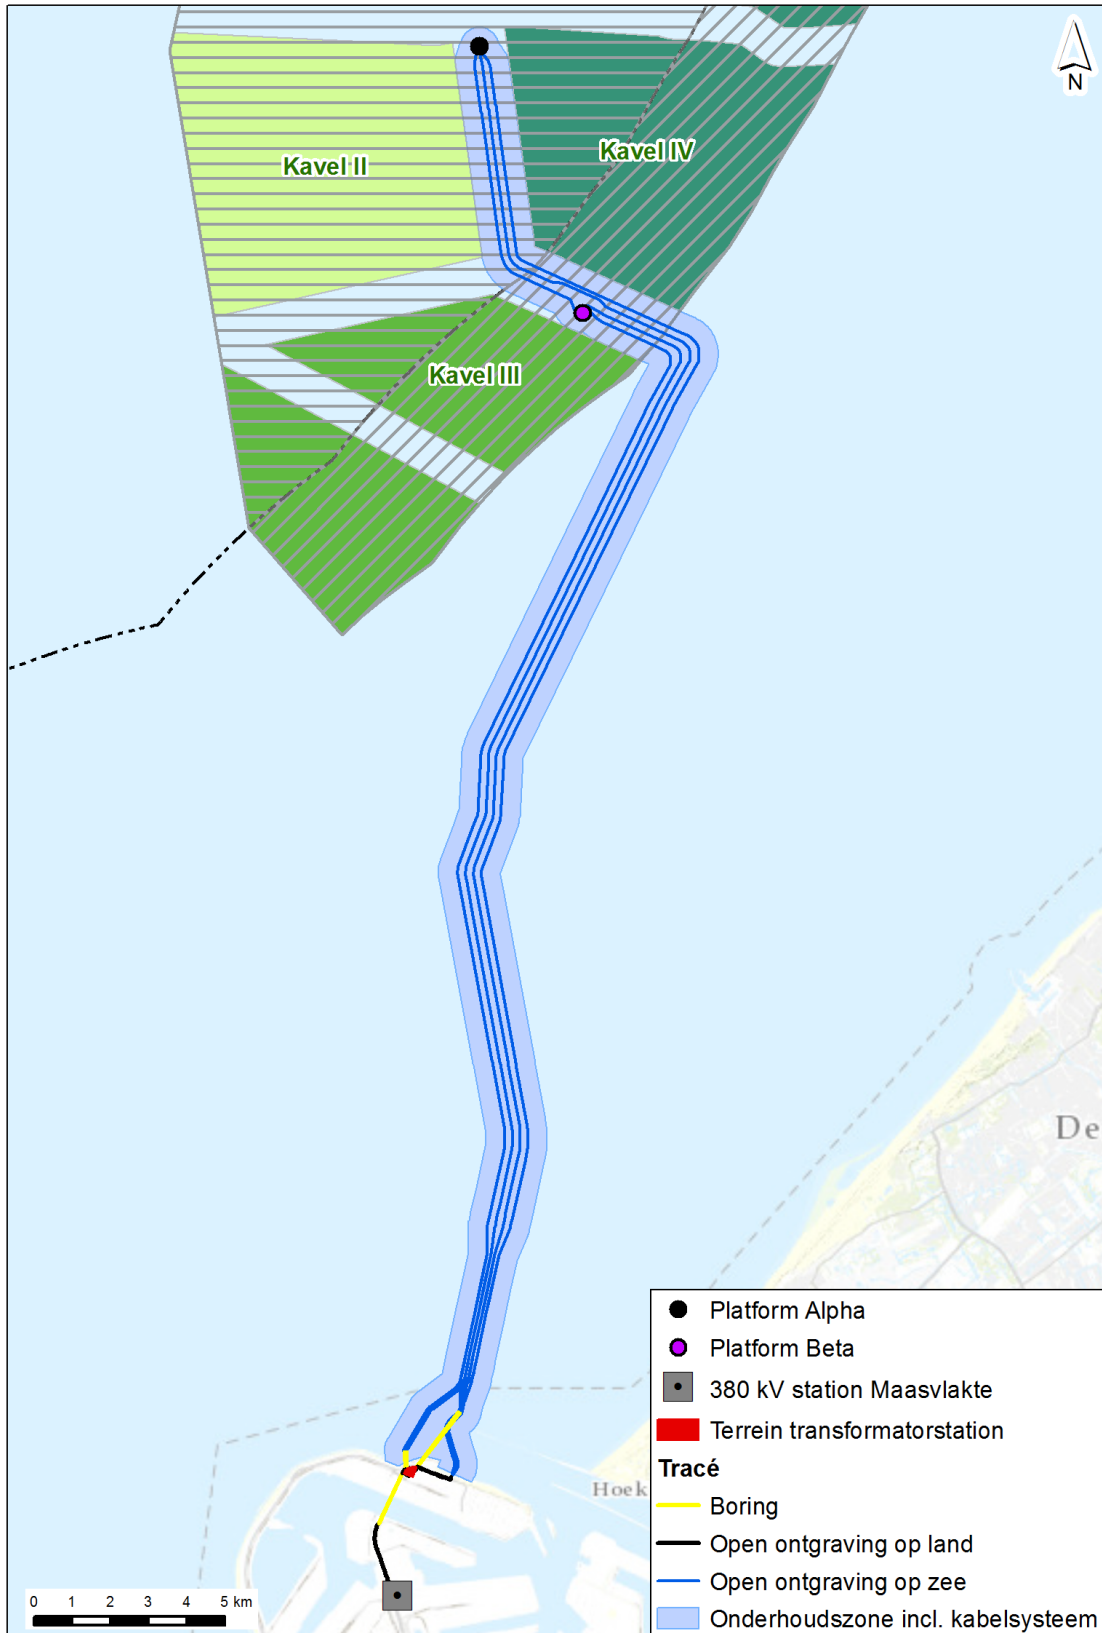 N
Kavel II
Kavel IV
Kavel III
De
Hoek
Platform Alpha
Platform Beta
380 kV station Maasvlakte
Terrein transformatorstation
Tracé
Boring
Open ontgraving op land
Open ontgraving op zee
Onderhoudszone incl. kabelsysteem
0 1 2 3 4 5 km